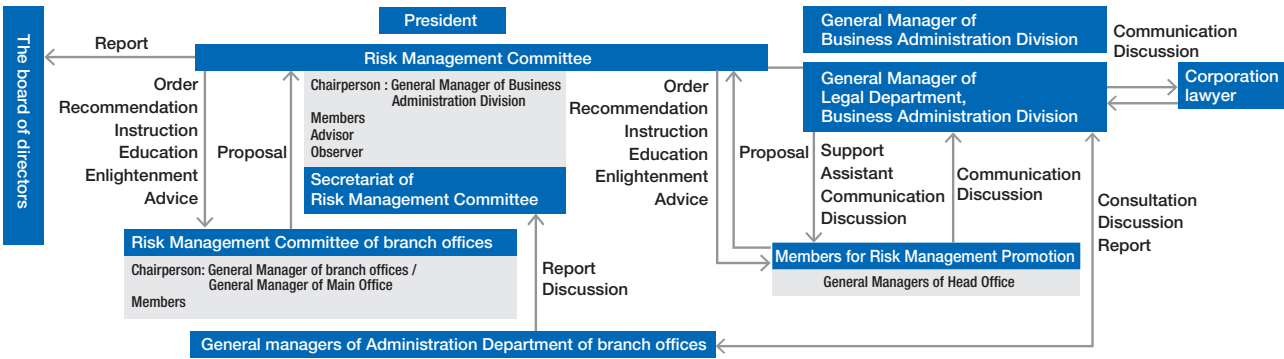 The board of directors
Report
President
Risk Management Committee
Chairperson : General Manager of Business
Administration Division
Members
Advisor
Observer
Secretariat of
Risk Management Committee
Order
Recommendation
Instruction
Education
Enlightenment
Advice
Proposal
Risk Management Committee of branch offices
Chairperson: General Manager of branch offices /
General Manager of Main Office
Members
Report
Discussion
General managers of Administration Department of branch offices
Order
Recommendation
Instruction
Education
Enlightenment
Advice
Proposal
General Manager of
Business Administration Division
General Manager of
Legal Department,
Business Administration Division
Communication
Discussion
Corporation
lawyer
Support
Assistant
Communication
Discussion
Communication
Discussion
Members for Risk Management Promotion
General Managers of Head Office
Consultation
Discussion
Report